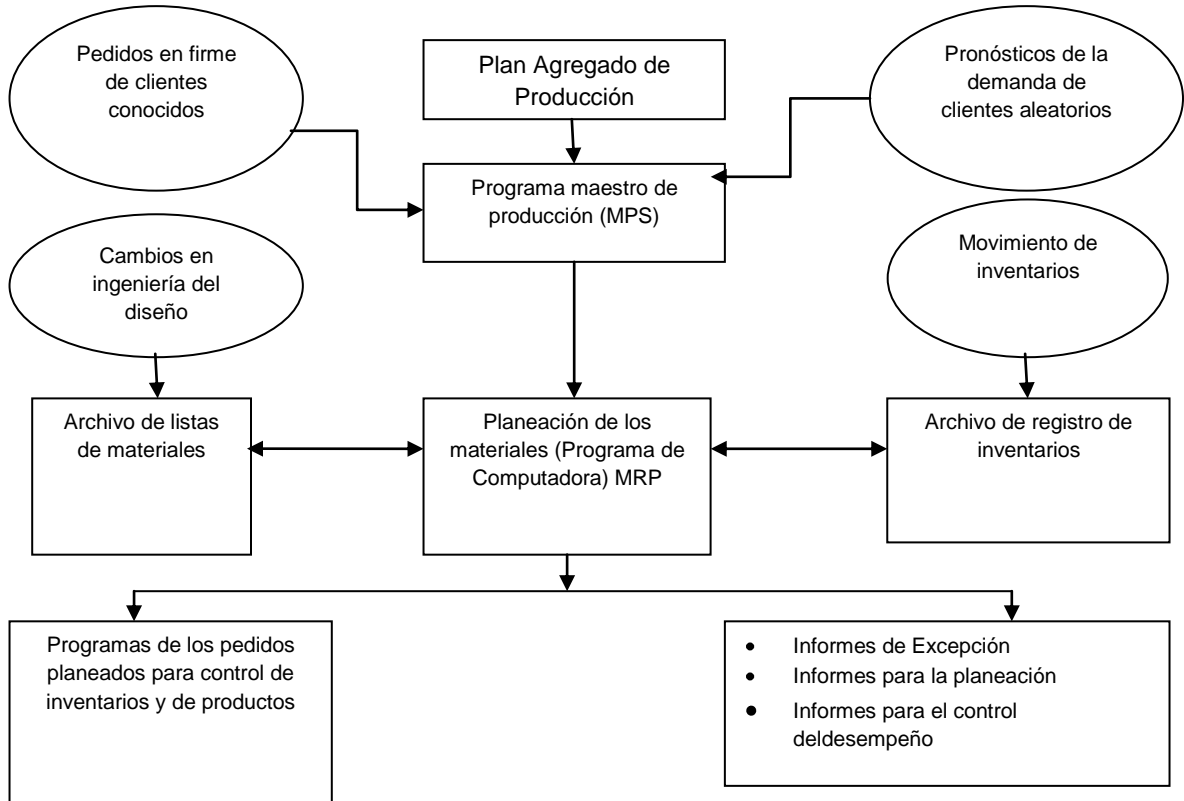 Pedidos en firme
de clientes
conocidos
Plan Agregado de
Producción
Pronósticos de la
demanda de
clientes aleatorios
Programa maestro de
producción (MPS)
Cambios en
ingeniería del
diseño
Movimiento de
inventarios
Archivo de listas
de materiales
Planeación de los
materiales (Programa de
Computadora) MRP
Archivo de registro de
inventarios
Programas de los pedidos
planeados para control de
inventarios y de productos
• Informes de Excepción
• Informes para la planeación
• Informes para el control
deldesempeño